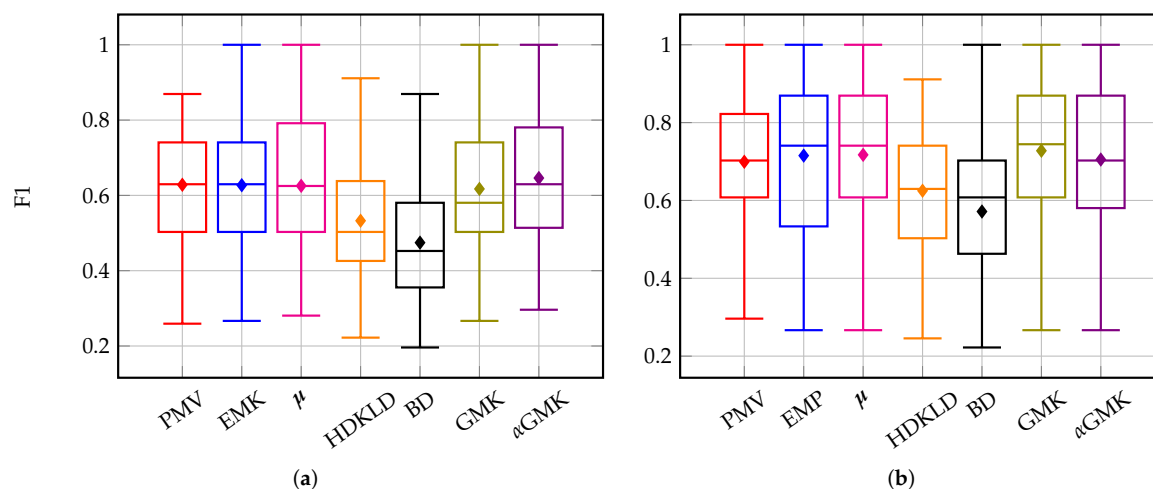 F1
1
0.8
0.6
0.4
0.2
PMV
EMK
μ
HDKLD
BD
GMK
αGMK
(a)
1
0.8
0.6
0.4
0.2
PMV
EMP
μ
HDKLD
BD
GMK
αGMK
(b)